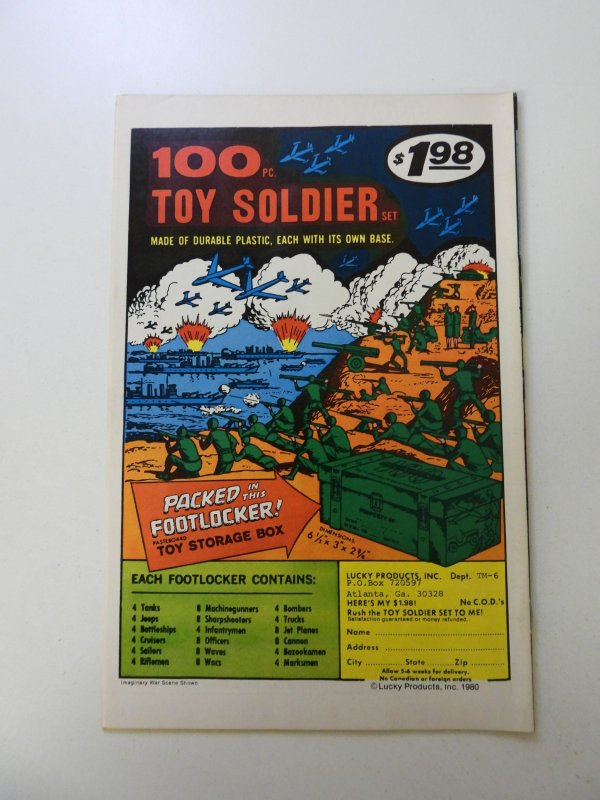 100 PC.
$1.98
TOY SOLDIER SET
MADE OF DURABLE PLASTIC, EACH WITH ITS OWN BASE.
PACKED IN THIS
FOOTLOCKER!
PASTEBOARD
TOY STORAGE BOX
PROPERTY OF
DIMENSIONS
6 1/2" x 3" x 2 3/8"
EACH FOOTLOCKER CONTAINS:
4 Tanks
4 Jeeps
4 Battleships
4 Cruisers
4 Sailors
4 Riflemen
8 Machinegunners
8 Sharpshooters
4 Infantrymen
8 Officers
8 Waves
8 Wacs
4 Bombers
4 Trucks
8 Jet Planes
8 Cannon
4 Bazookamen
4 Marksmen
LUCKY PRODUCTS, INC. Dept. TM-6
P.O.Box 720597
Atlanta, Ga. 30328
HERE'S MY $1.98! No C.O.D.'s
Rush the TOY SOLDIER SET TO ME!
Satisfaction guaranteed or money refunded.
Name
Address
City State Zip
Allow 5-6 weeks for delivery.
No Canadian or foreign orders
Imaginary War Scene Shown
© Lucky Products, Inc. 1980